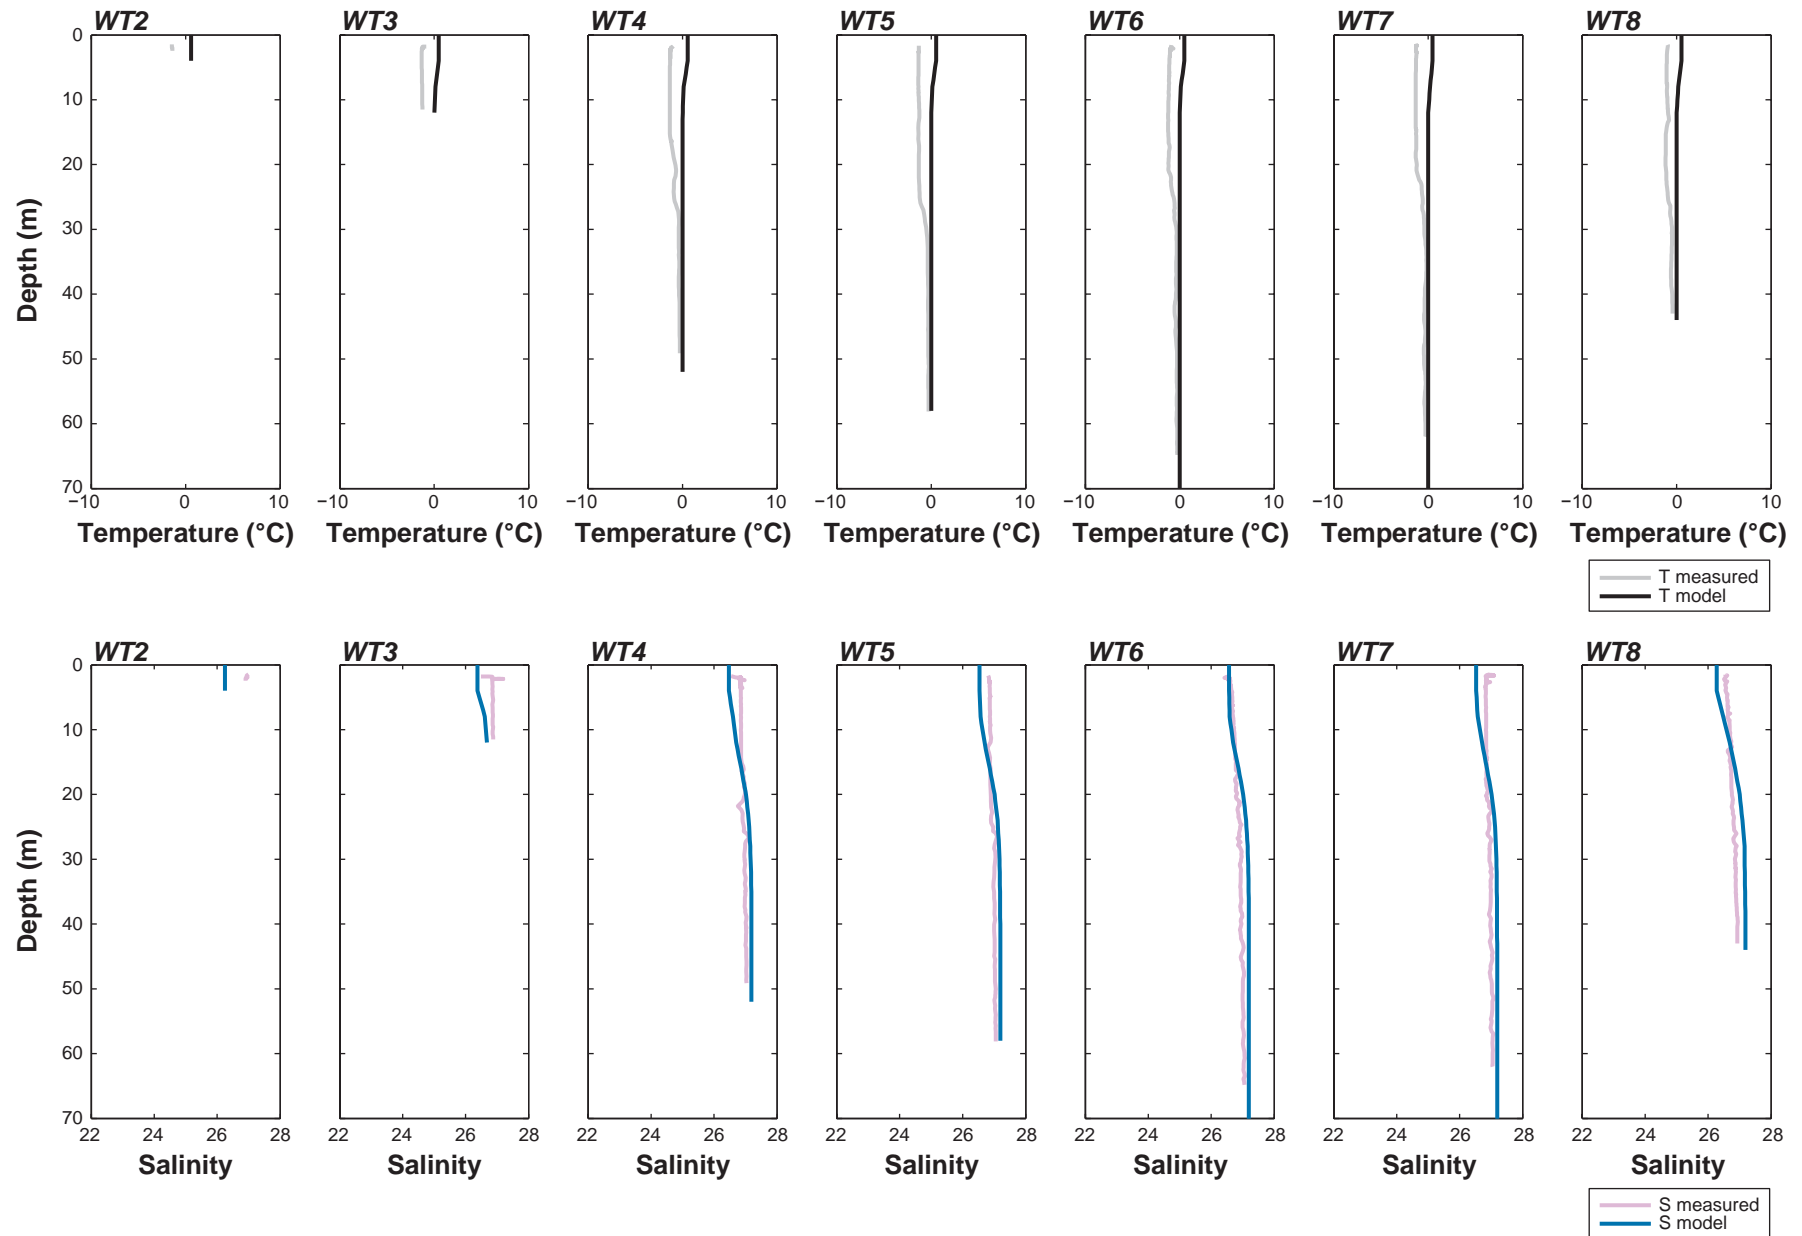 WT2 WT3 WT4 WT5 WT6 WT7 WT8
0
10
20
30
40
50
60
70
Depth (m)
−10 0 10 −10 0 10 −10 0 10 −10 0 10 −10 0 10 −10 0 10 −10 0 10
Temperature (°C) Temperature (°C) Temperature (°C) Temperature (°C) Temperature (°C) Temperature (°C) Temperature (°C)
T measured
T model
WT2 WT3 WT4 WT5 WT6 WT7 WT8
0
10
20
30
40
50
60
70
Depth (m)
22 24 26 28 22 24 26 28 22 24 26 28 22 24 26 28 22 24 26 28 22 24 26 28 22 24 26 28
Salinity Salinity Salinity Salinity Salinity Salinity Salinity
S measured
S model